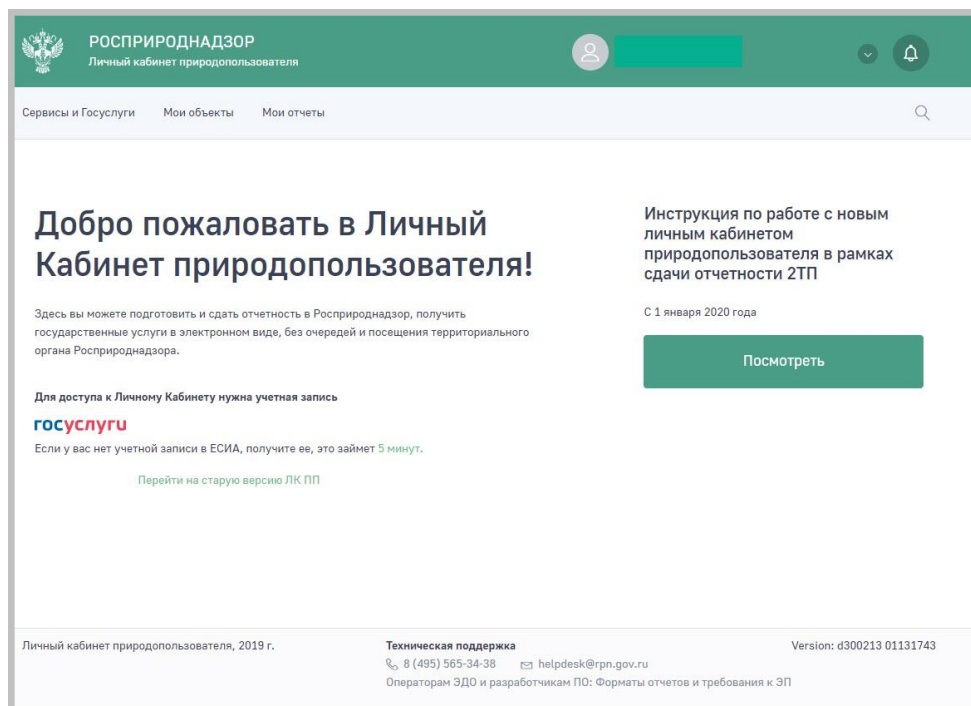 РОСПРИРОДНАДЗОР
Личный кабинет природопользователя
Сервисы и Госуслуги Мои объекты Мои отчеты
Добро пожаловать в Личный
Кабинет природопользователя!
Здесь вы можете подготовить и сдать отчетность в Росприроднадзор, получить
государственные услуги в электронном виде, без очередей и посещения территориального
органа Росприроднадзора.
Для доступа к Личному Кабинету нужна учетная запись
госуслуги
Если у вас нет учетной записи в ЕСИА, получите ее, это займет 5 минут.
Перейти на старую версию ЛК ПП
Инструкция по работе с новым
личным кабинетом
природопользователя в рамках
сдачи отчетности 2ТП
С 1 января 2020 года
Посмотреть
Личный кабинет природопользователя, 2019 г.
Техническая поддержка
8 (495) 565-34-38 helpdesk@rpn.gov.ru
Операторам ЭДО и разработчикам ПО: Форматы отчетов и требования к ЭП
Version: d300213 01131743